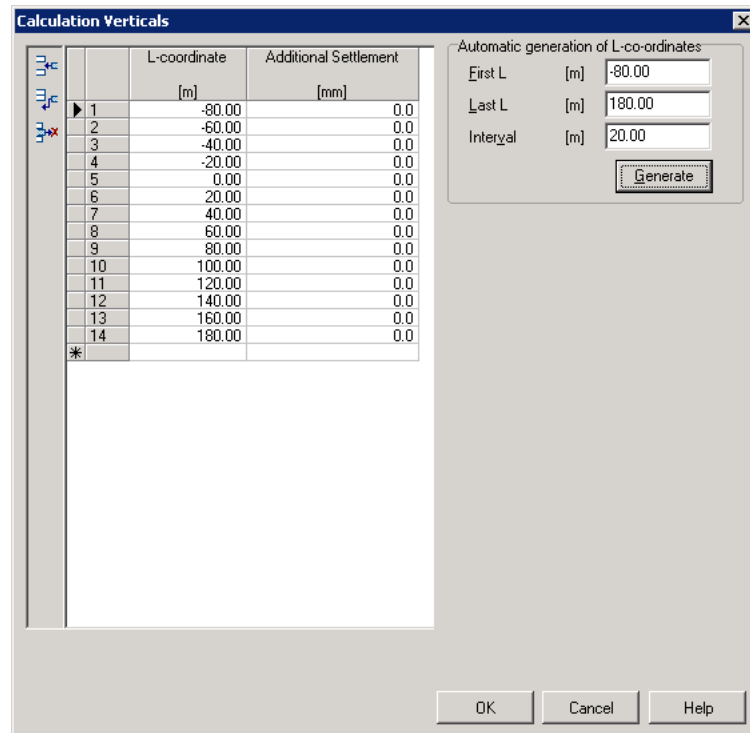 Calculation Verticals
L-coordinate Additional Settlement
[m] [mm]
1 -80.00 0.0
2 -60.00 0.0
3 -40.00 0.0
4 -20.00 0.0
5 0.00 0.0
6 20.00 0.0
7 40.00 0.0
8 60.00 0.0
9 80.00 0.0
10 100.00 0.0
11 120.00 0.0
12 140.00 0.0
13 160.00 0.0
14 180.00 0.0
Automatic generation of L-co-ordinates
First L [m] -80.00
Last L [m] 180.00
Interval [m] 20.00
Generate
OK Cancel Help